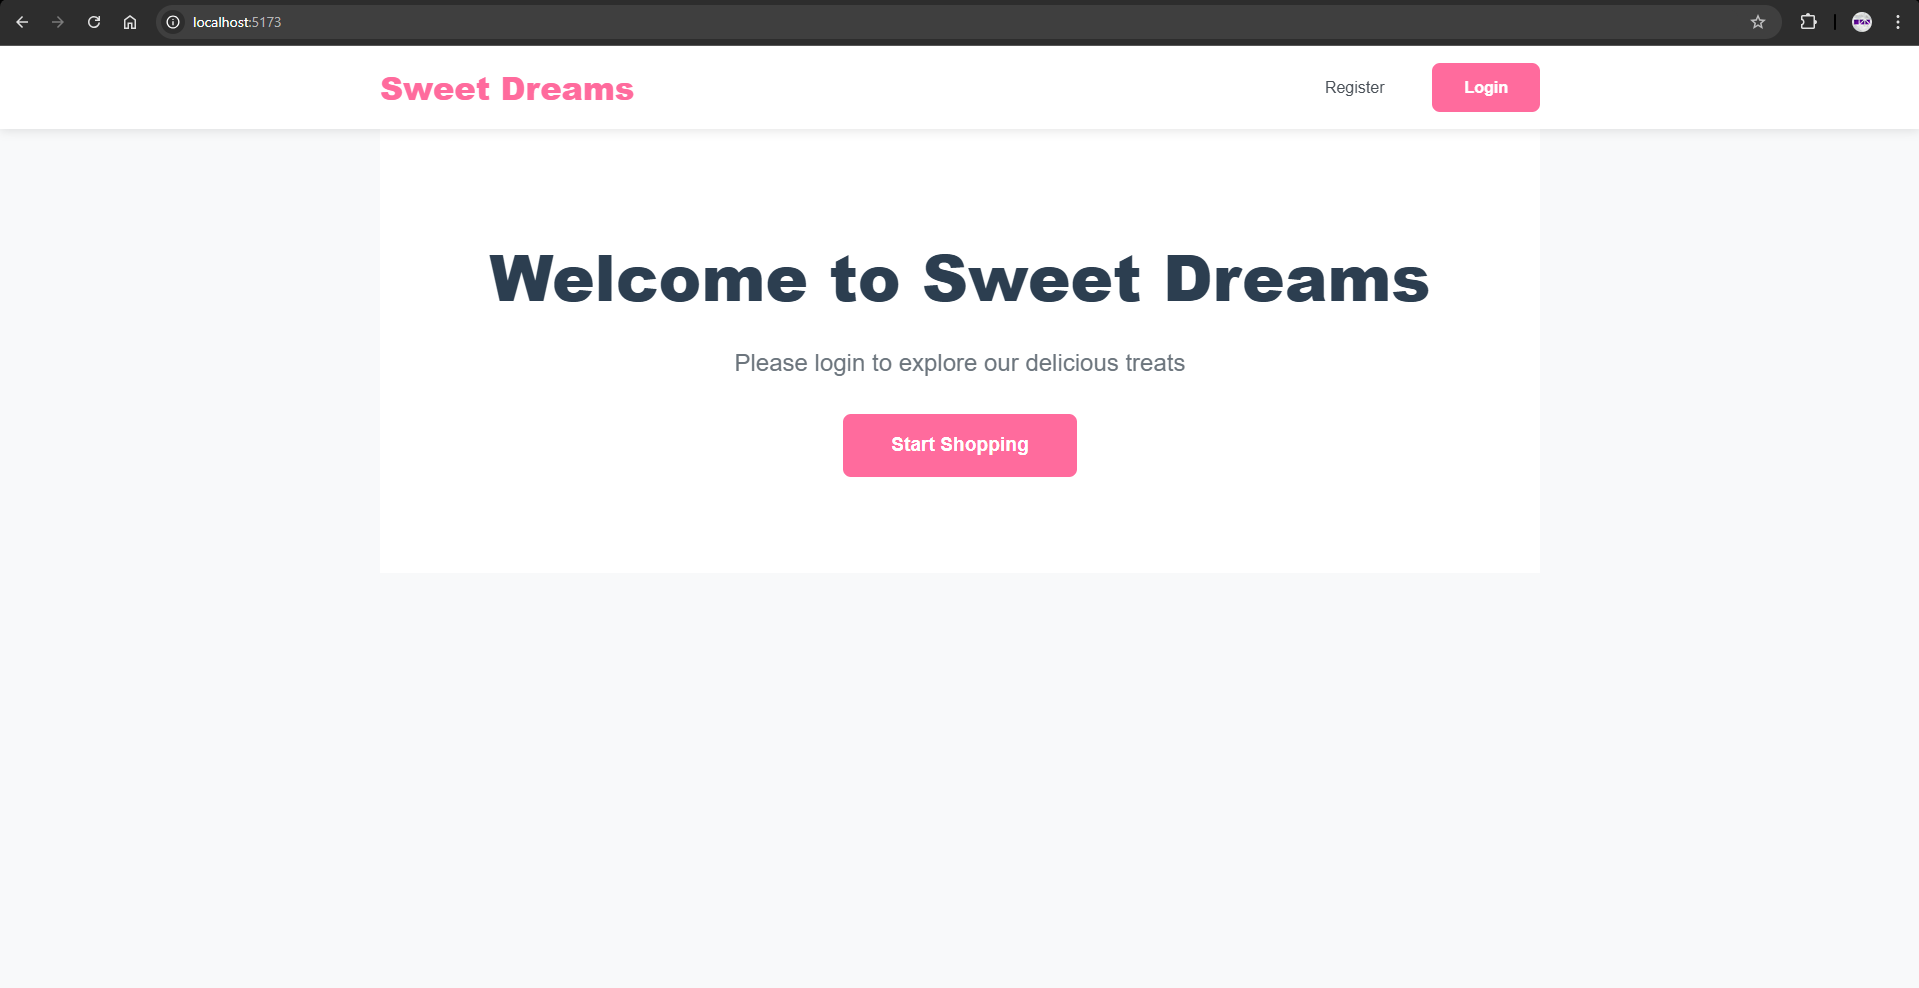 localhost:5173
Sweet Dreams
Register
Login
Welcome to Sweet Dreams
Please login to explore our delicious treats
Start Shopping